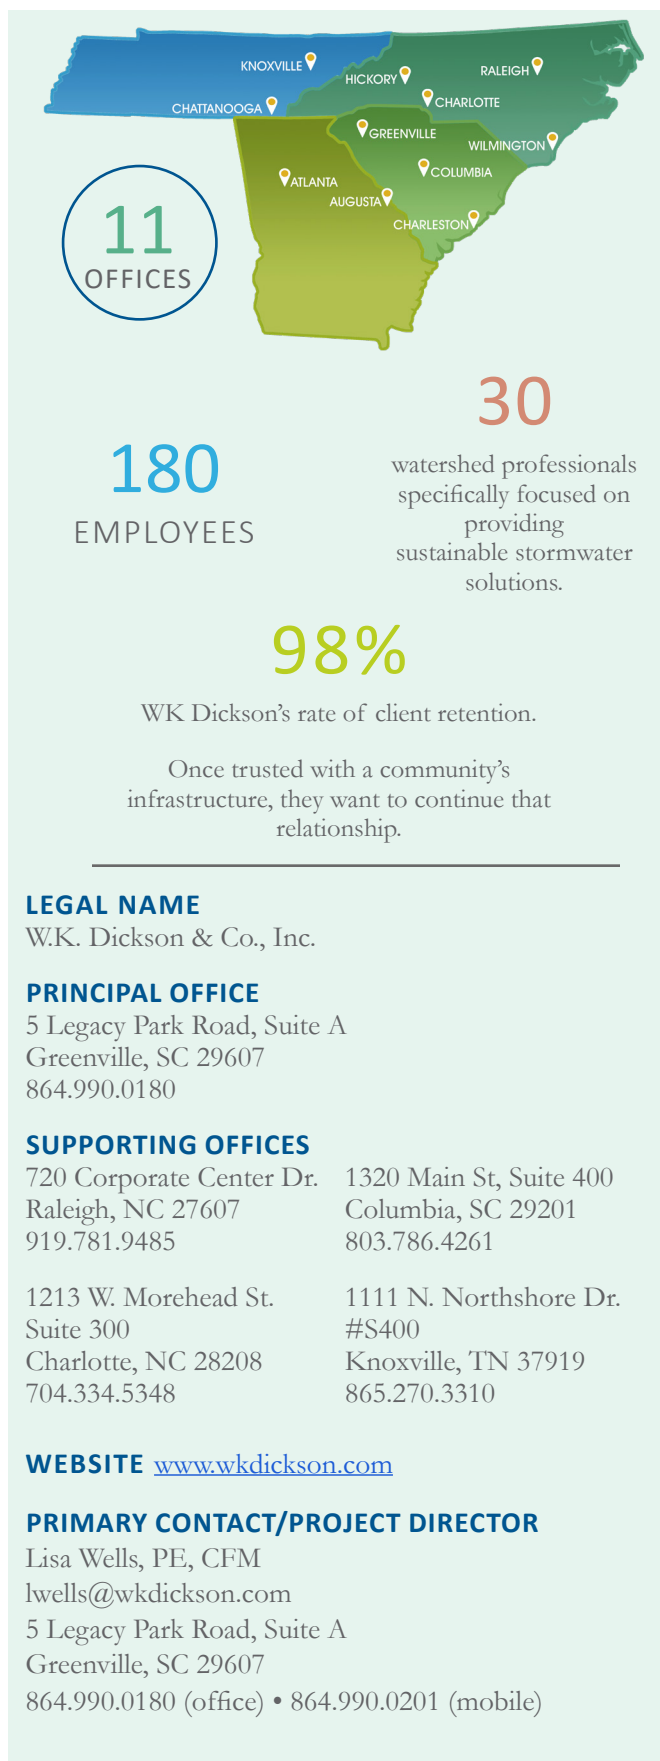 KNOXVILLE
HICKORY
RALEIGH
CHATTANOOGA
CHARLOTTE
GREENVILLE
WILMINGTON
ATLANTA
COLUMBIA
AUGUSTA
CHARLESTON
11
OFFICES
180
EMPLOYEES
30
watershed professionals
specifically focused on
providing
sustainable stormwater
solutions.
98%
WK Dickson's rate of client retention.
Once trusted with a community's
infrastructure, they want to continue that
relationship.
LEGAL NAME
W.K. Dickson & Co., Inc.
PRINCIPAL OFFICE
5 Legacy Park Road, Suite A
Greenville, SC 29607
864.990.0180
SUPPORTING OFFICES
720 Corporate Center Dr.
Raleigh, NC 27607
919.781.9485
1320 Main St, Suite 400
Columbia, SC 29201
803.786.4261
1213 W. Morehead St.
Suite 300
Charlotte, NC 28208
704.334.5348
1111 N. Northshore Dr.
#S400
Knoxville, TN 37919
865.270.3310
WEBSITE www.wkdickson.com
PRIMARY CONTACT/PROJECT DIRECTOR
Lisa Wells, PE, CFM
lwells@wkdickson.com
5 Legacy Park Road, Suite A
Greenville, SC 29607
864.990.0180 (office) • 864.990.0201 (mobile)